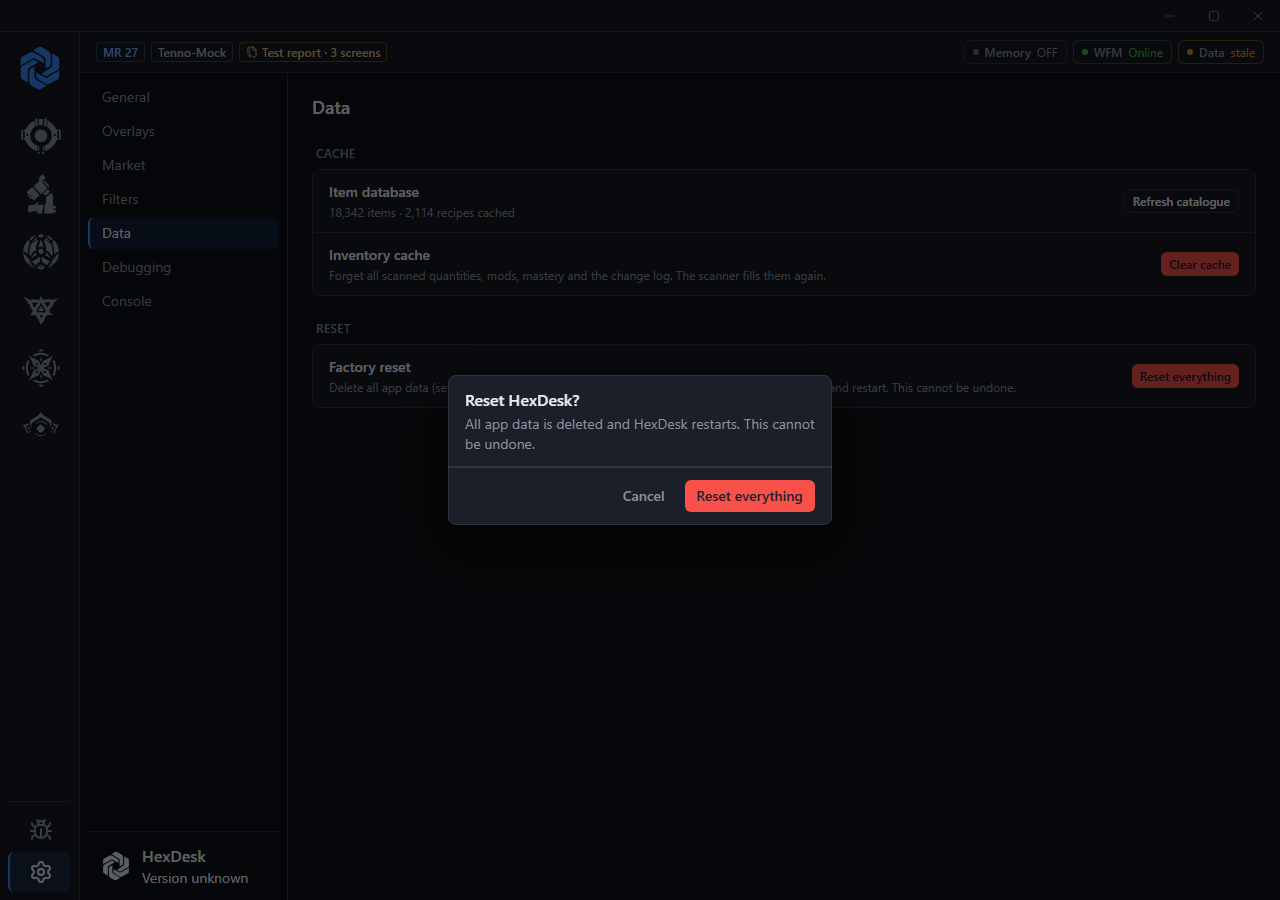 MR 27
Tenno-Mock
Test report · 3 screens
Memory OFF
WFM Online
Data stale
General
Overlays
Market
Filters
Data
Debugging
Console
Data
CACHE
Item database
18,342 items · 2,114 recipes cached
Refresh catalogue
Inventory cache
Forget all scanned quantities, mods, mastery and the change log. The scanner fills them again.
Clear cache
RESET
Factory reset
Delete all app data (se
and restart. This cannot be undone.
Reset everything
Reset HexDesk?
All app data is deleted and HexDesk restarts. This cannot
be undone.
Cancel
Reset everything
HexDesk
Version unknown